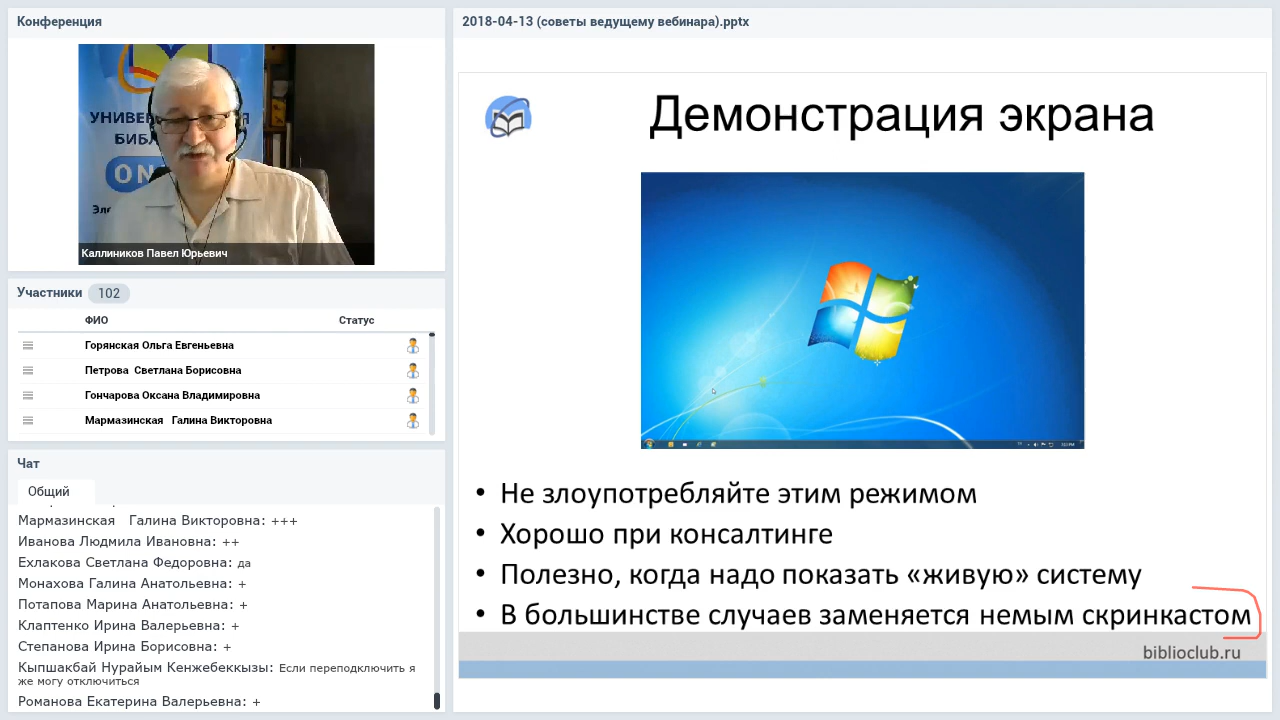 Конференция
УНИВЕ
БИБЛ
ON
Эле
Каллиников Павел Юрьевич
Участники 102
ФИО Статус
Горянская Ольга Евгеньевна
Петрова Светлана Борисовна
Гончарова Оксана Владимировна
Мармазинская Галина Викторовна
Чат
Общий
Мармазинская Галина Викторовна: +++
Иванова Людмила Ивановна: ++
Ехлакова Светлана Федоровна: да
Монахова Галина Анатольевна: +
Потапова Марина Анатольевна: +
Клаптенко Ирина Валерьевна: +
Степанова Ирина Борисовна: +
Кыпшакбай Нурайым Кенжебеккызы: Если переподключить я
же могу отключиться
Романова Екатерина Валерьевна: +
2018-04-13 (советы ведущему вебинара).pptx
Демонстрация экрана
• Не злоупотребляйте этим режимом
• Хорошо при консалтинге
• Полезно, когда надо показать «живую» систему
• В большинстве случаев заменяется немым скринкастом
biblioclub.ru